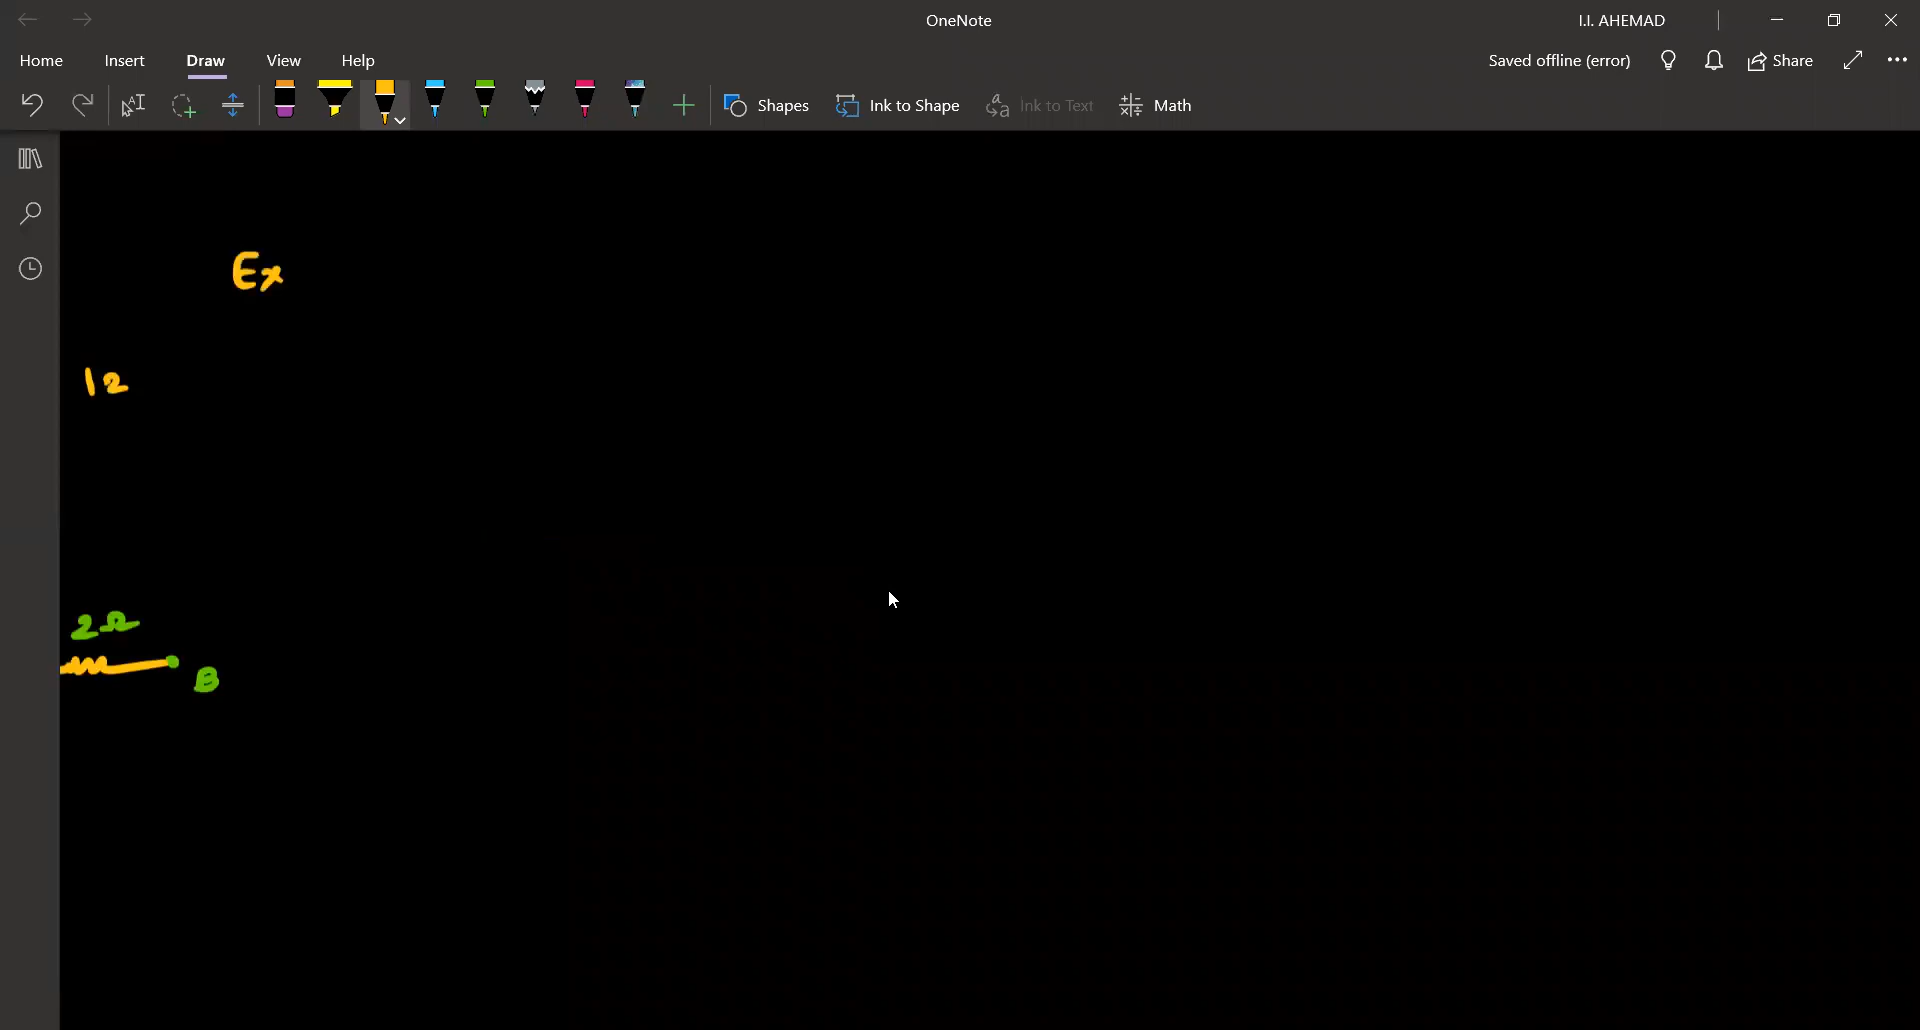 OneNote
I.I. AHEMAD
Home Insert Draw View Help
Saved offline (error) Share
Shapes Ink to Shape Ink to Text Math
Ex
12
2Ω
B